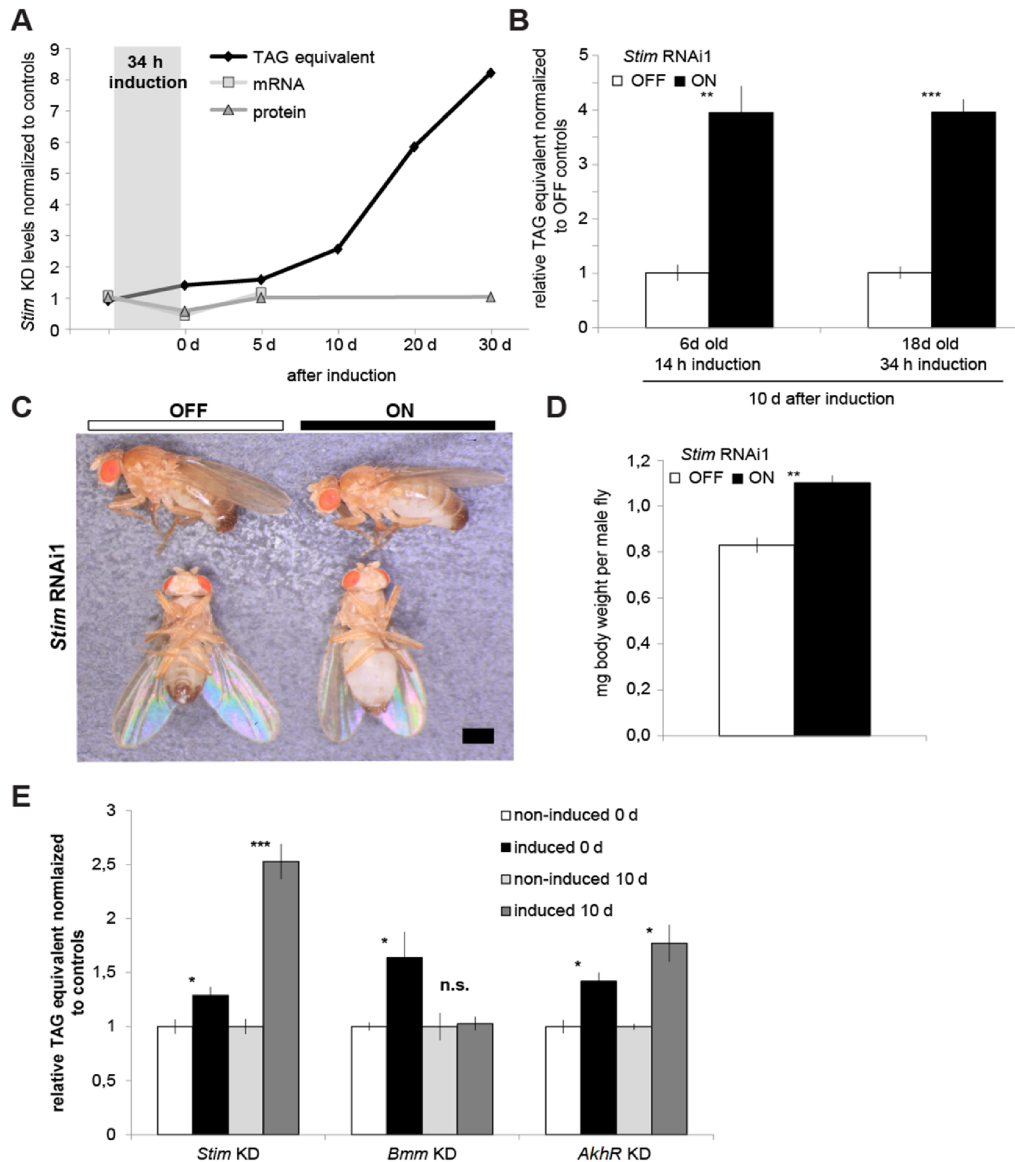 A
Stim KD levels normalized to controls
9
8
7
6
5
4
3
2
1
0
34 h
induction
TAG equivalent
mRNA
protein
0 d
5 d
10 d
20 d
30 d
after induction
B
relative TAG equivalent normalized
to OFF controls
5
4
3
2
1
0
Stim RNAi1
OFF ON
**
***
6d old
14 h induction
18d old
34 h induction
10 d after induction
C
OFF
ON
Stim RNAi1
D
mg body weight per male fly
1,2
1,0
0,8
0,6
0,4
0,2
0,0
Stim RNAi1
OFF ON
**
E
relative TAG equivalent normlaized
to controls
3
2,5
2
1,5
1
0,5
0
non-induced 0 d
induced 0 d
non-induced 10 d
induced 10 d
*
***
*
n.s.
*
*
Stim KD
Bmm KD
AkhR KD